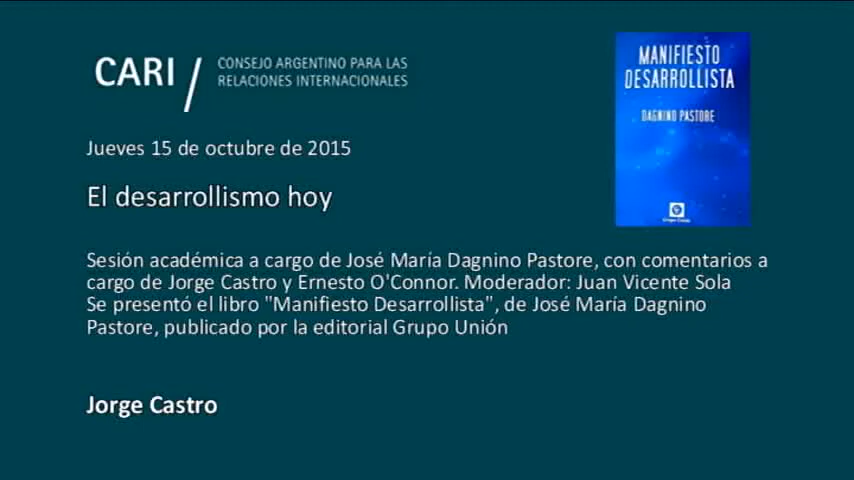 CARI /
CONSEJO ARGENTINO PARA LAS
RELACIONES INTERNACIONALES
MANIFIESTO
DESARROLLISTA
DAGNINO PASTORE
Grupo Unión
Jueves 15 de octubre de 2015
El desarrollismo hoy
Sesión académica a cargo de José María Dagnino Pastore, con comentarios a
cargo de Jorge Castro y Ernesto O'Connor. Moderador: Juan Vicente Sola
Se presentó el libro "Manifiesto Desarrollista", de José María Dagnino
Pastore, publicado por la editorial Grupo Unión
Jorge Castro